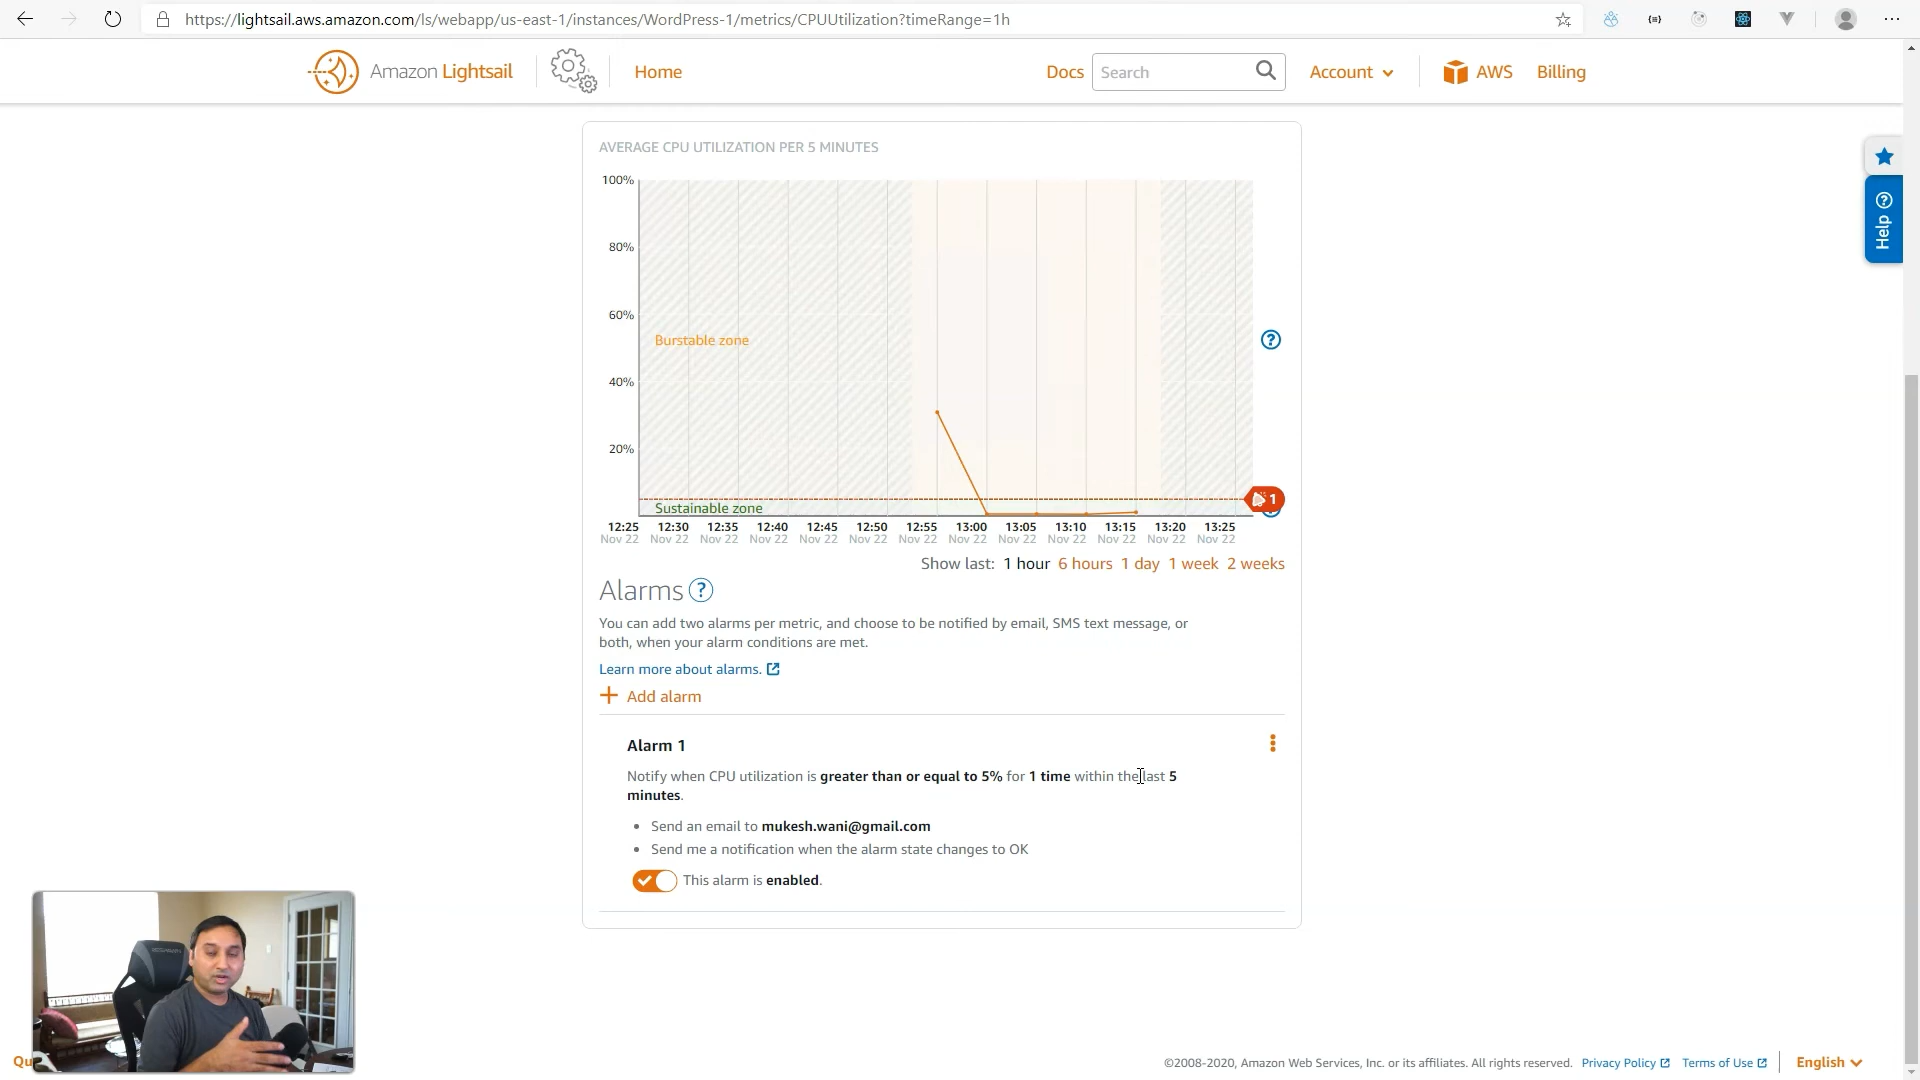 https://lightsail.aws.amazon.com/ls/webapp/us-east-1/instances/WordPress-1/metrics/CPUUtilization?timeRange=1h
Amazon Lightsail
Home
Docs
Search
Account
AWS
Billing
AVERAGE CPU UTILIZATION PER 5 MINUTES
100%
80%
60%
Burstable zone
40%
20%
1
Sustainable zone
12:25 12:30 12:35 12:40 12:45 12:50 12:55 13:00 13:05 13:10 13:15 13:20 13:25
Nov 22 Nov 22 Nov 22 Nov 22 Nov 22 Nov 22 Nov 22 Nov 22 Nov 22 Nov 22 Nov 22 Nov 22 Nov 22
Show last: 1 hour 6 hours 1 day 1 week 2 weeks
Alarms ?
You can add two alarms per metric, and choose to be notified by email, SMS text message, or
both, when your alarm conditions are met.
Learn more about alarms.
+ Add alarm
Alarm 1
Notify when CPU utilization is greater than or equal to 5% for 1 time within the last 5
minutes.
• Send an email to mukesh.wani@gmail.com
• Send me a notification when the alarm state changes to OK
This alarm is enabled.
Help ?
©2008-2020, Amazon Web Services, Inc. or its affiliates. All rights reserved. Privacy Policy Terms of Use English